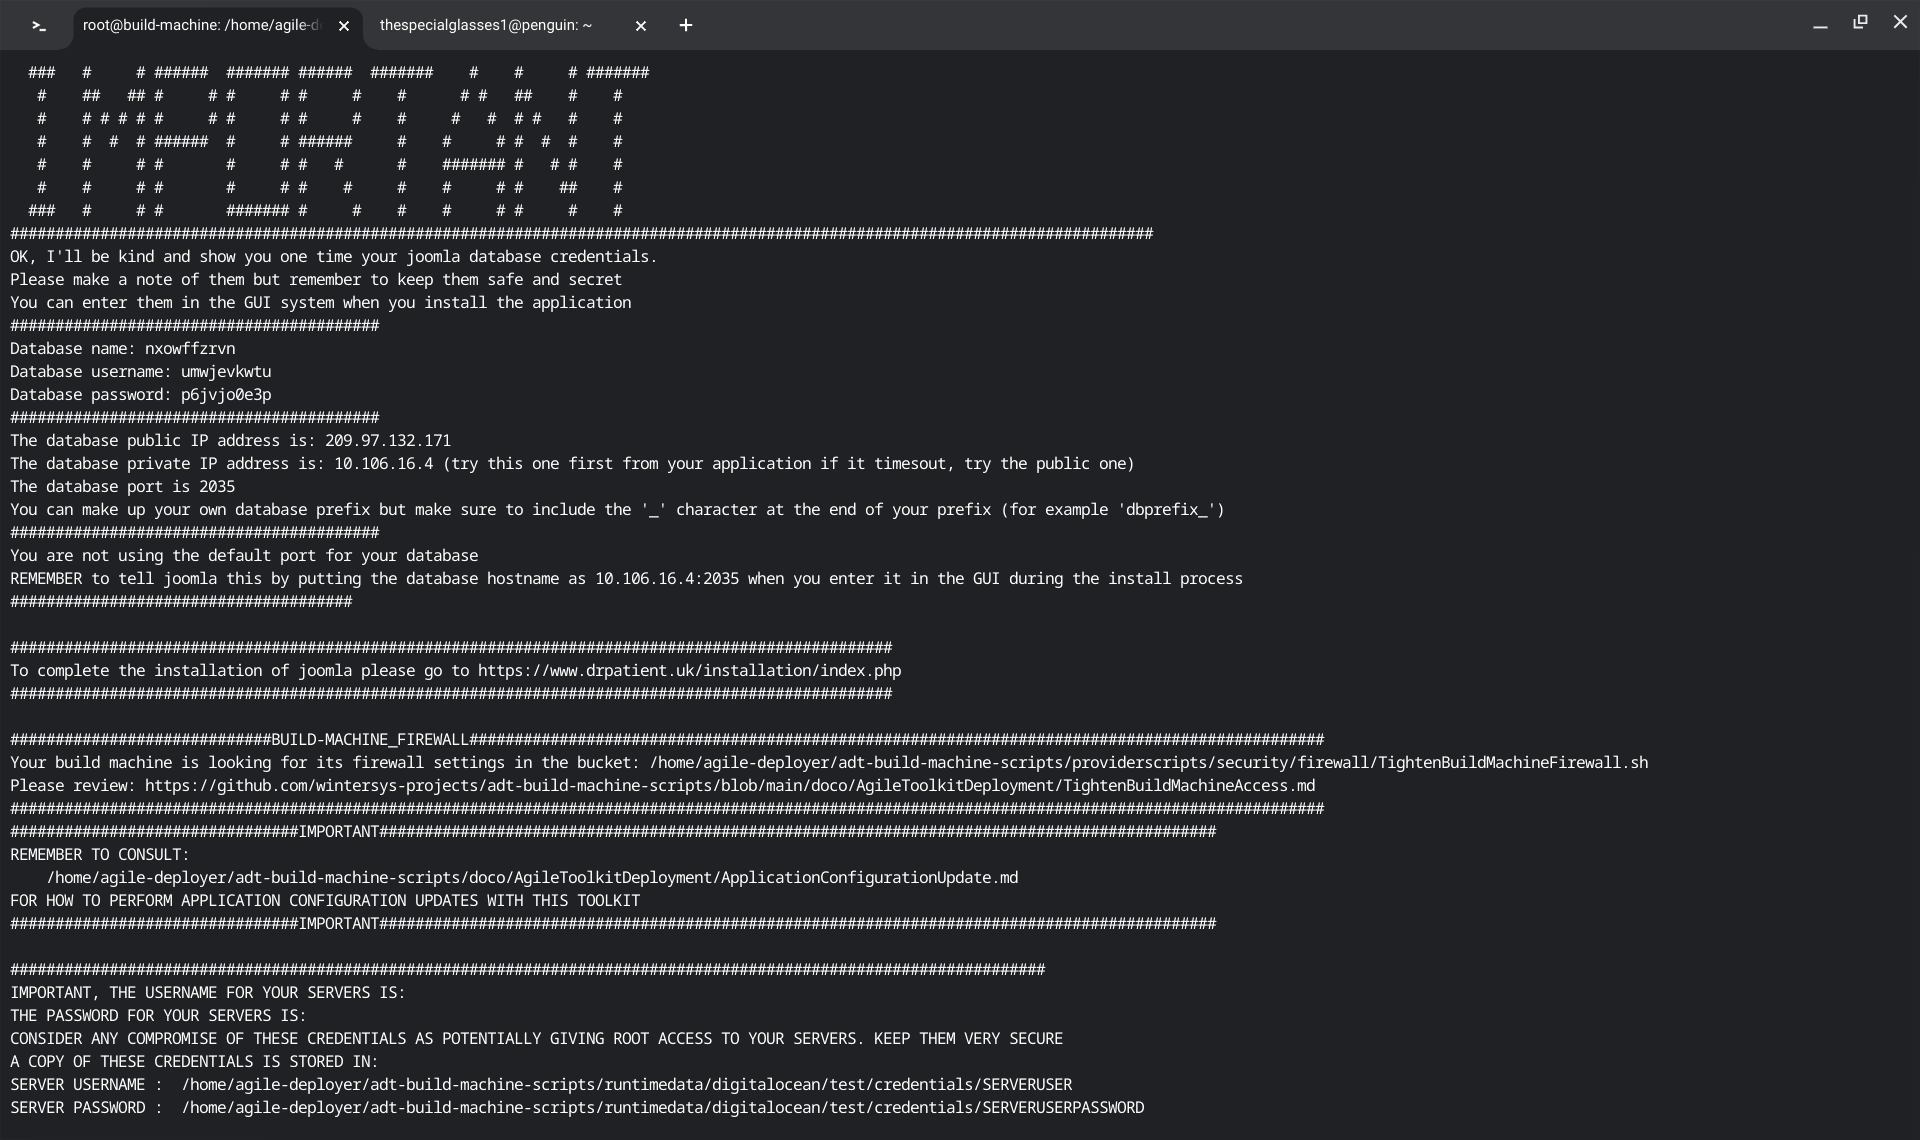 root@build-machine: /home/agile-d
thespecialglasses1@penguin: ~
IMPORTANT
###############################################################################################################################
OK, I'll be kind and show you one time your joomla database credentials.
Please make a note of them but remember to keep them safe and secret
You can enter them in the GUI system when you install the application
#########################################
Database name: nxowffzrvn
Database username: umwjevkwtu
Database password: p6jvjo0e3p
#########################################
The database public IP address is: 209.97.132.171
The database private IP address is: 10.106.16.4 (try this one first from your application if it timesout, try the public one)
The database port is 2035
You can make up your own database prefix but make sure to include the '_' character at the end of your prefix (for example 'dbprefix_')
#########################################
You are not using the default port for your database
REMEMBER to tell joomla this by putting the database hostname as 10.106.16.4:2035 when you enter it in the GUI during the install process
######################################
##################################################################################################
To complete the installation of joomla please go to https://www.drpatient.uk/installation/index.php
##################################################################################################
#############################BUILD-MACHINE_FIREWALL###############################################################################################
Your build machine is looking for its firewall settings in the bucket: /home/agile-deployer/adt-build-machine-scripts/providerscripts/security/firewall/TightenBuildMachineFirewall.sh
Please review: https://github.com/wintersys-projects/adt-build-machine-scripts/blob/main/doco/AgileToolkitDeployment/TightenBuildMachineAccess.md
##################################################################################################################################################
################################IMPORTANT#############################################################################################
REMEMBER TO CONSULT:
/home/agile-deployer/adt-build-machine-scripts/doco/AgileToolkitDeployment/ApplicationConfigurationUpdate.md
FOR HOW TO PERFORM APPLICATION CONFIGURATION UPDATES WITH THIS TOOLKIT
################################IMPORTANT#############################################################################################
###################################################################################################################
IMPORTANT, THE USERNAME FOR YOUR SERVERS IS:
THE PASSWORD FOR YOUR SERVERS IS:
CONSIDER ANY COMPROMISE OF THESE CREDENTIALS AS POTENTIALLY GIVING ROOT ACCESS TO YOUR SERVERS. KEEP THEM VERY SECURE
A COPY OF THESE CREDENTIALS IS STORED IN:
SERVER USERNAME :  /home/agile-deployer/adt-build-machine-scripts/runtimedata/digitalocean/test/credentials/SERVERUSER
SERVER PASSWORD :  /home/agile-deployer/adt-build-machine-scripts/runtimedata/digitalocean/test/credentials/SERVERUSERPASSWORD